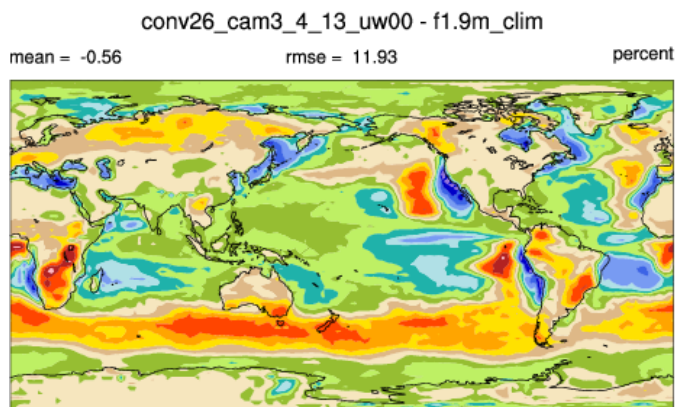 conv26_cam3_4_13_uw00 - f1.9m_clim
mean = -0.56 rmse = 11.93 percent